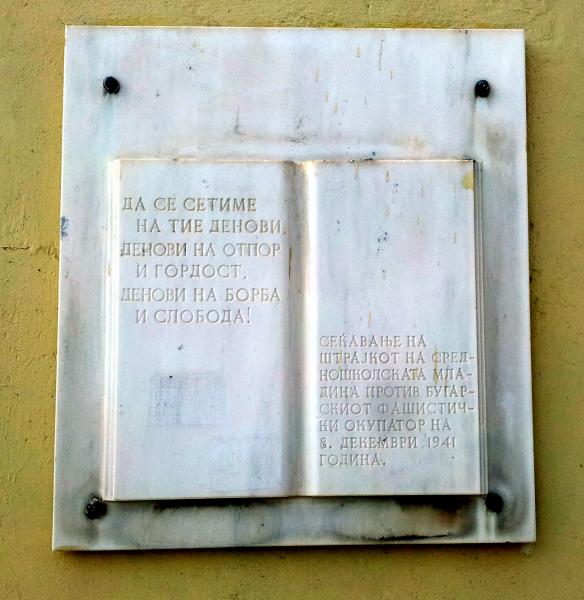 ДА СЕ СЕТИМЕ
НА ТИЕ ДЕНОВИ,
ДЕНОВИ НА ОТПОР
И ГОРДОСТ,
ДЕНОВИ НА БОРБА
И СЛОБОДА!
СЕЌАВАЊЕ НА
ШТРАЈКОТ НА СРЕД-
НОШКОЛСКАТА МЛА-
ДИНА ПРОТИВ БУГАР-
СКИОТ ФАШИСТИЧ-
КИ ОКУПАТОР НА
8. ДЕКЕМВРИ 1941
ГОДИНА.